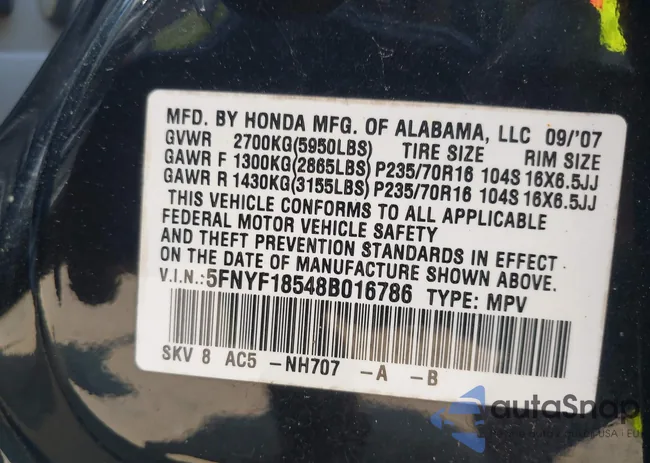 MFD. BY HONDA MFG. OF ALABAMA, LLC 09/'07
GVWR 2700KG(5950LBS) TIRE SIZE RIM SIZE
GAWR F 1300KG(2865LBS) P235/70R16 104S 16X6.5JJ
GAWR R 1430KG(3155LBS) P235/70R16 104S 16X6.5JJ
THIS VEHICLE CONFORMS TO ALL APPLICABLE
FEDERAL MOTOR VEHICLE SAFETY
AND THEFT PREVENTION STANDARDS IN EFFECT
ON THE DATE OF MANUFACTURE SHOWN ABOVE.
V.I.N.:5FNYF18548B016786 TYPE: MPV
SKV 8 AC5 -NH707 -A -B
autoSnap